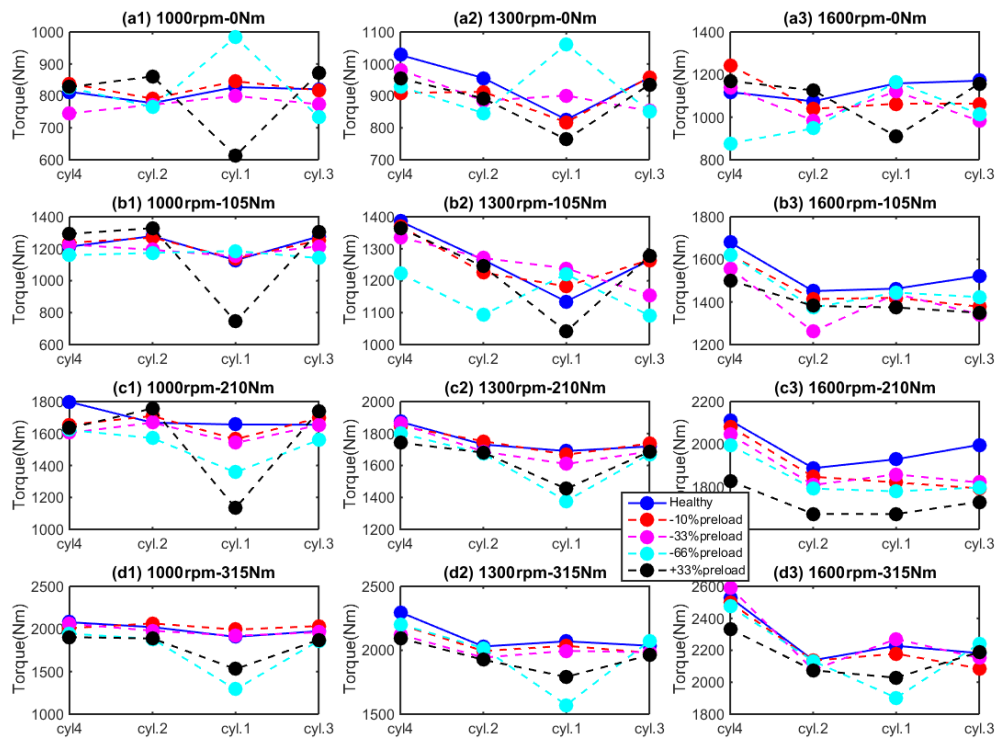 (a1) 1000rpm-0Nm
(a2) 1300rpm-0Nm
(a3) 1600rpm-0Nm
Torque(Nm)
1000
900
800
700
600
cyl4 cyl.2 cyl.1 cyl.3
Torque(Nm)
1100
1000
900
800
700
cyl4 cyl.2 cyl.1 cyl.3
Torque(Nm)
1400
1200
1000
800
cyl4 cyl.2 cyl.1 cyl.3
(b1) 1000rpm-105Nm
(b2) 1300rpm-105Nm
(b3) 1600rpm-105Nm
Torque(Nm)
1400
1200
1000
800
600
cyl4 cyl.2 cyl.1 cyl.3
Torque(Nm)
1400
1300
1200
1100
1000
cyl4 cyl.2 cyl.1 cyl.3
Torque(Nm)
1800
1600
1400
1200
cyl4 cyl.2 cyl.1 cyl.3
(c1) 1000rpm-210Nm
(c2) 1300rpm-210Nm
(c3) 1600rpm-210Nm
Torque(Nm)
1800
1600
1400
1200
1000
cyl4 cyl.2 cyl.1 cyl.3
Torque(Nm)
2000
1800
1600
1400
1200
cyl4 cyl.2 cyl.1 cyl.3
2200
2000
1800
cyl4 cyl.2 cyl.1 cyl.3
Healthy
-10%preload
-33%preload
-66%preload
+33%preload
(d1) 1000rpm-315Nm
(d2) 1300rpm-315Nm
(d3) 1600rpm-315Nm
Torque(Nm)
2500
2000
1500
1000
cyl4 cyl.2 cyl.1 cyl.3
Torque(Nm)
2500
2000
1500
cyl4 cyl.2 cyl.1 cyl.3
Torque(Nm)
2600
2400
2200
2000
1800
cyl4 cyl.2 cyl.1 cyl.3